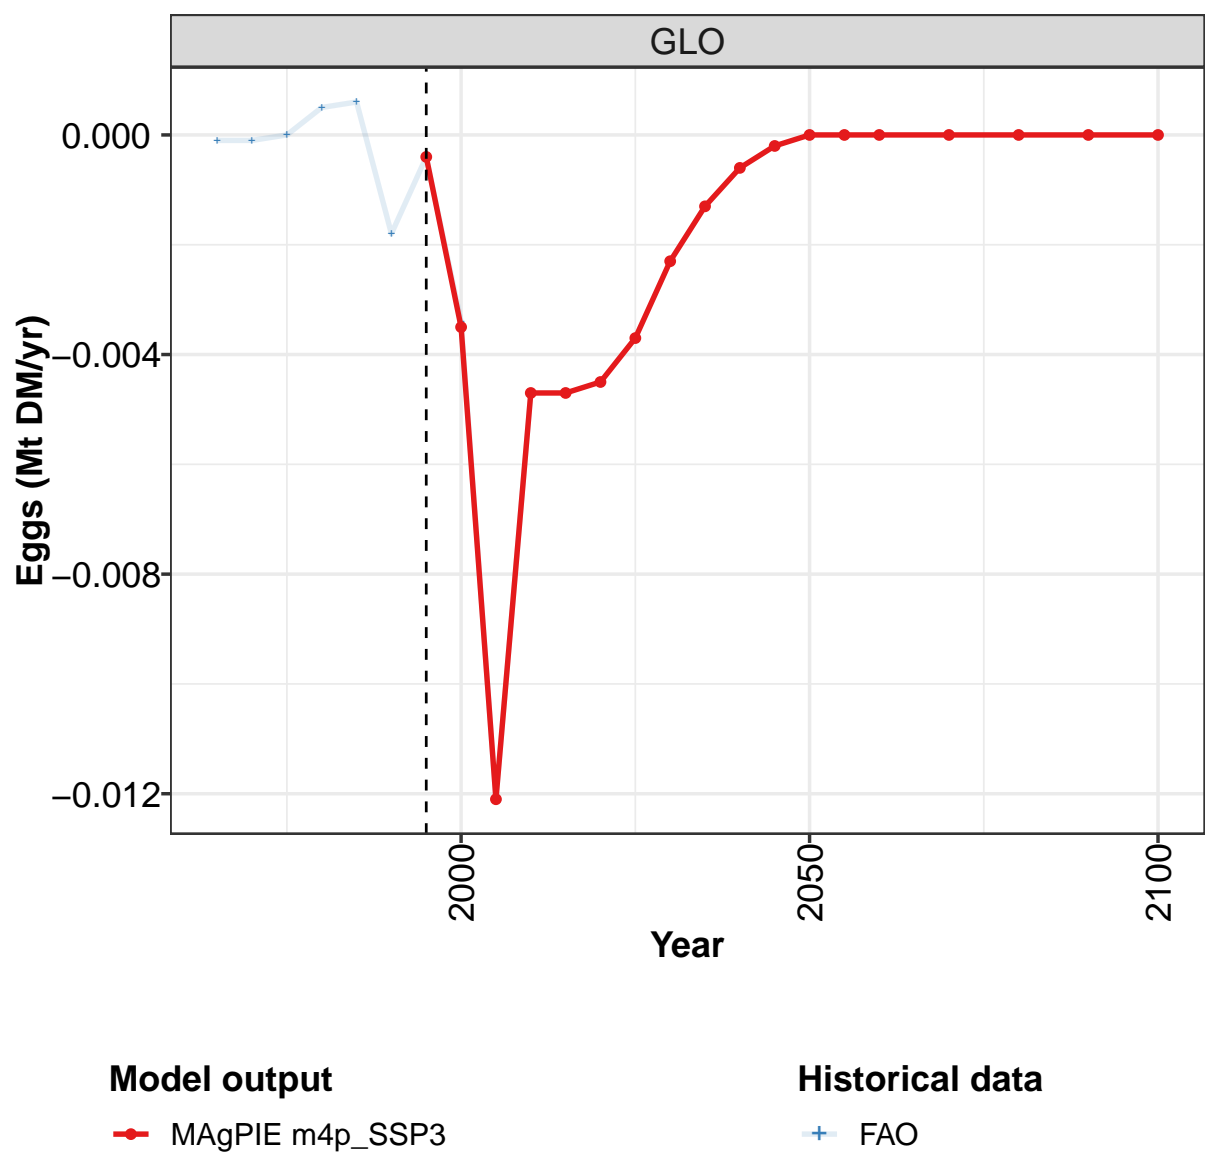 GLO
0.000
−0.004
−0.008
−0.012
Eggs (Mt DM/yr)
2000
2050
2100
Year
Model output
MAgPIE m4p_SSP3
Historical data
FAO